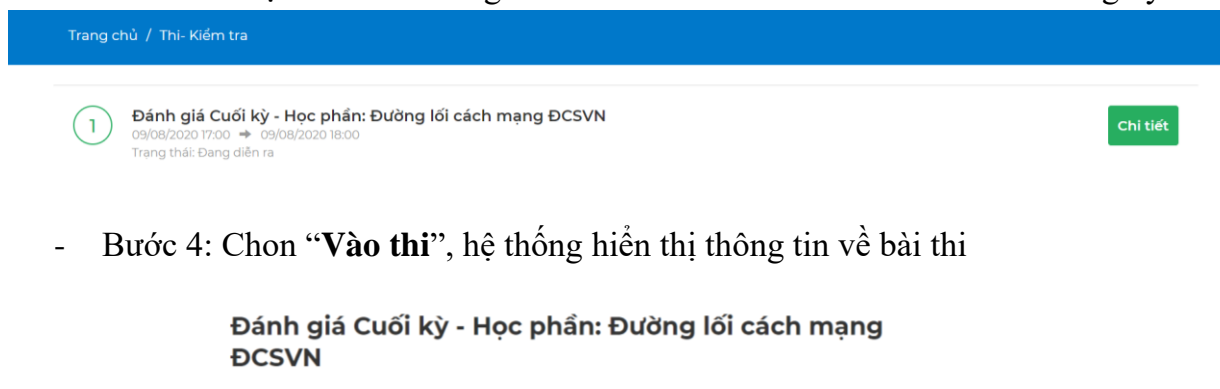 Trang chủ / Thi- Kiểm tra
1
Đánh giá Cuối kỳ - Học phần: Đường lối cách mạng ĐCSVN
09/08/2020 17:00 ➜ 09/08/2020 18:00
Trạng thái: Đang diễn ra
Chi tiết
- Bước 4: Chon “Vào thi”, hệ thống hiển thị thông tin về bài thi
Đánh giá Cuối kỳ - Học phần: Đường lối cách mạng
ĐCSVN